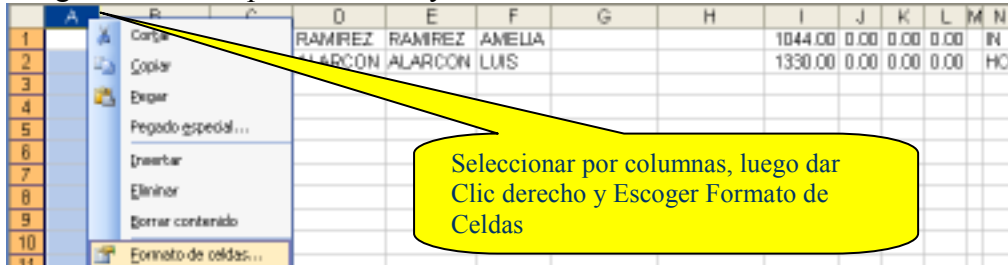 A B C D E F G H I J K L M N
1 RAMIREZ RAMIREZ AMELIA 1044.00 0.00 0.00 0.00 IN
2 ALARCON ALARCON LUIS 1330.00 0.00 0.00 0.00 HO
3
4
5
6
7
8
9
10
11
Cortar
Copiar
Pegar
Pegado especial...
Insertar
Eliminar
Borrar contenido
Formato de celdas...
Seleccionar por columnas, luego dar
Clic derecho y Escoger Formato de
Celdas